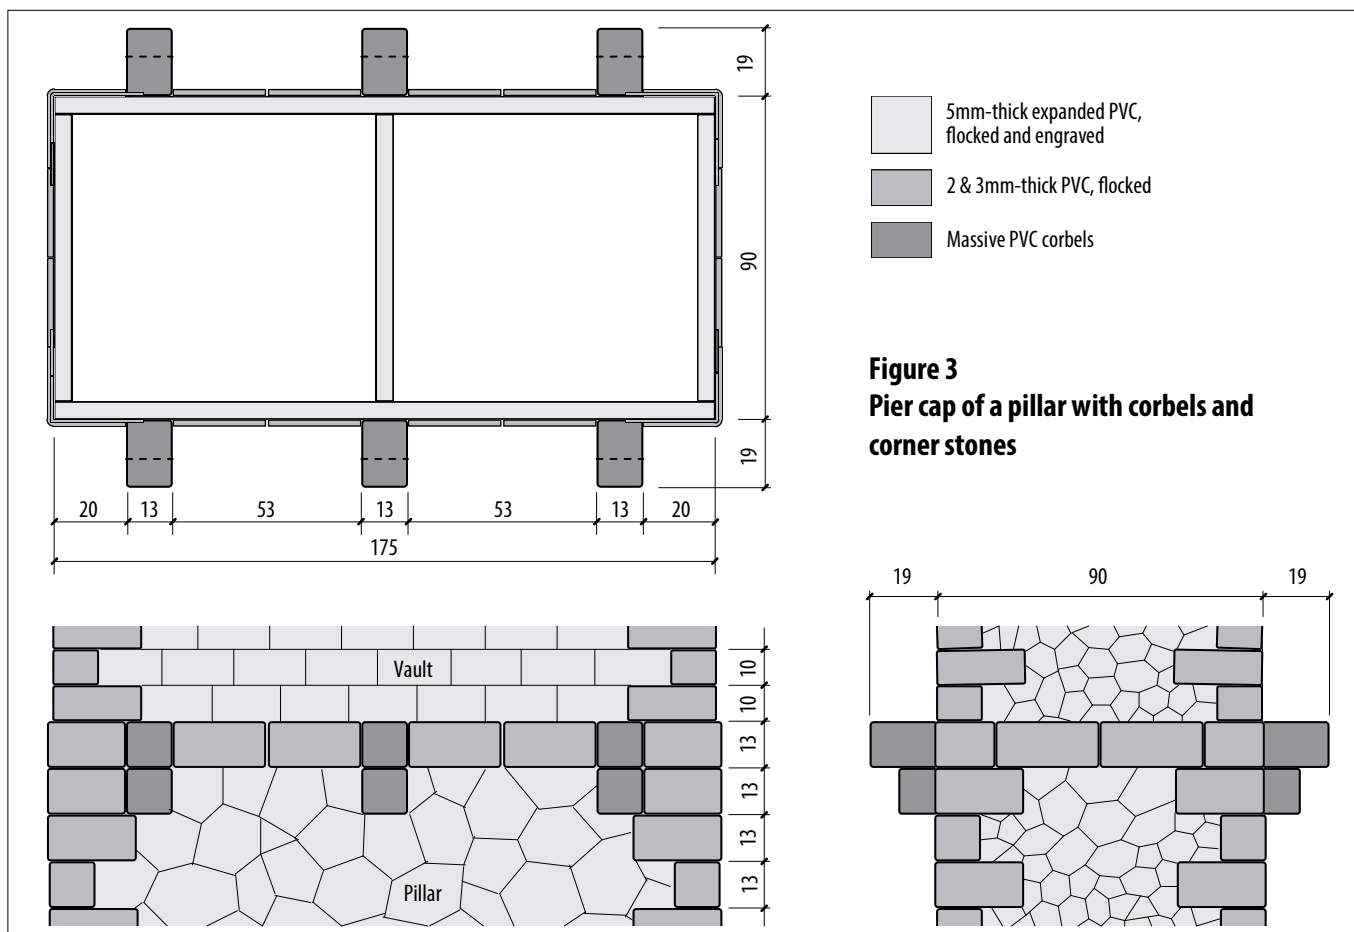 19
90
19
20 13 53 13 53 13 20
175
5mm-thick expanded PVC,
flocked and engraved
2 & 3mm-thick PVC, flocked
Massive PVC corbels
Figure 3
Pier cap of a pillar with corbels and
corner stones
Vault
Pillar
10
10
13
13
13
13
19 90 19